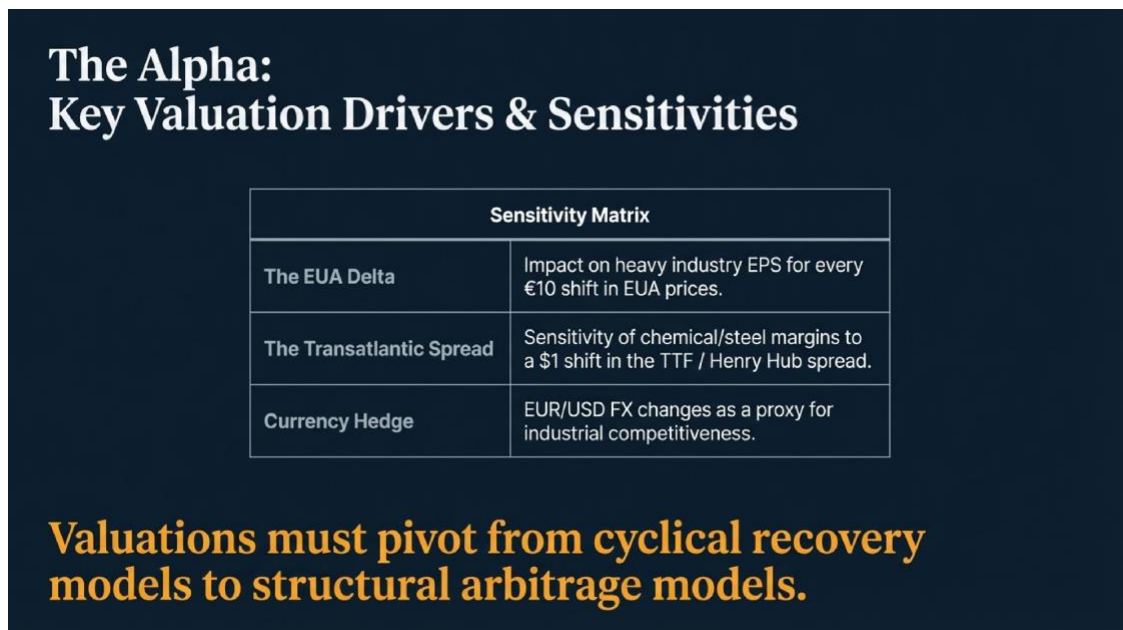 The Alpha:
Key Valuation Drivers & Sensitivities
Sensitivity Matrix
The EUA Delta
Impact on heavy industry EPS for every
€10 shift in EUA prices.
The Transatlantic Spread
Sensitivity of chemical/steel margins to
a $1 shift in the TTF / Henry Hub spread.
Currency Hedge
EUR/USD FX changes as a proxy for
industrial competitiveness.
Valuations must pivot from cyclical recovery
models to structural arbitrage models.